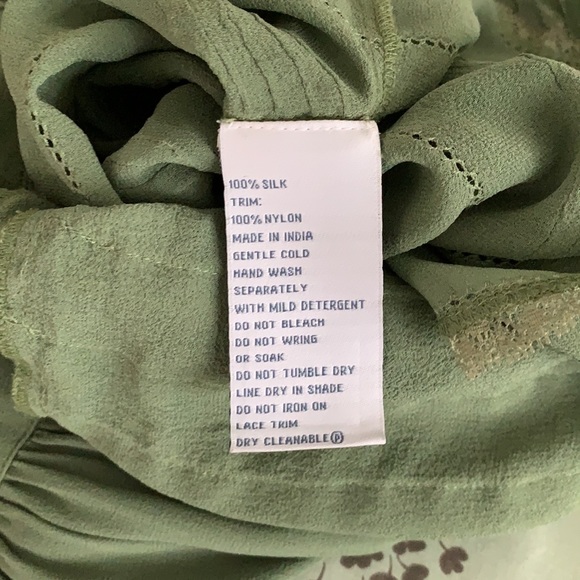 100% SILK
TRIM:
100% NYLON
MADE IN INDIA
GENTLE COLD
HAND WASH
SEPARATELY
WITH MILD DETERGENT
DO NOT BLEACH
DO NOT WRING
OR SOAK
DO NOT TUMBLE DRY
LINE DRY IN SHADE
DO NOT IRON ON
LACE TRIM
DRY CLEANABLE Ⓟ